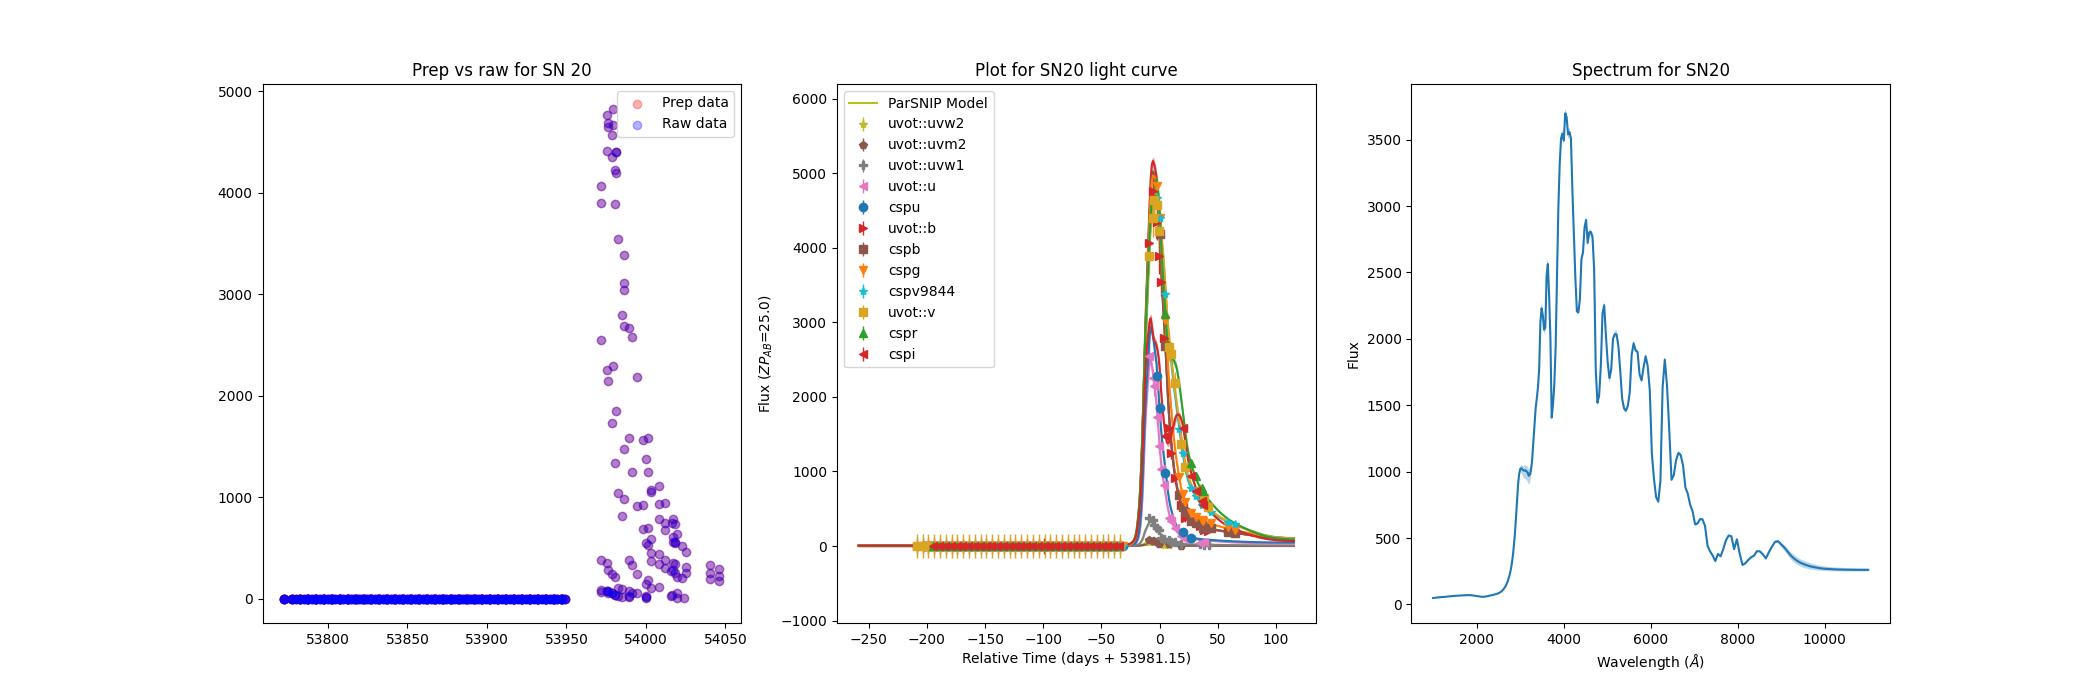 Prep vs raw for SN 20
5000
4000
3000
2000
1000
0
53800
53850
53900
53950
54000
54050
Prep data
Raw data
Plot for SN20 light curve
Flux (ZP_AB=25.0)
6000
5000
4000
3000
2000
1000
0
−1000
−250
−200
−150
−100
−50
0
50
100
Relative Time (days + 53981.15)
ParSNIP Model
uvot::uvw2
uvot::uvm2
uvot::uvw1
uvot::u
cspu
uvot::b
cspb
cspg
cspv9844
uvot::v
cspr
cspi
Spectrum for SN20
Flux
3500
3000
2500
2000
1500
1000
500
0
2000
4000
6000
8000
10000
Wavelength (Å)